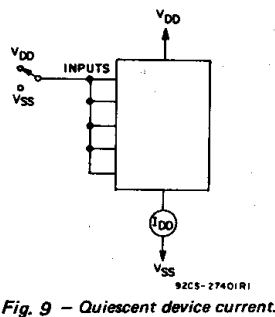 VDD
VDD
INPUTS
VSS
IDD
VSS
92CS-27401R1
Fig. 9 – Quiescent device current.